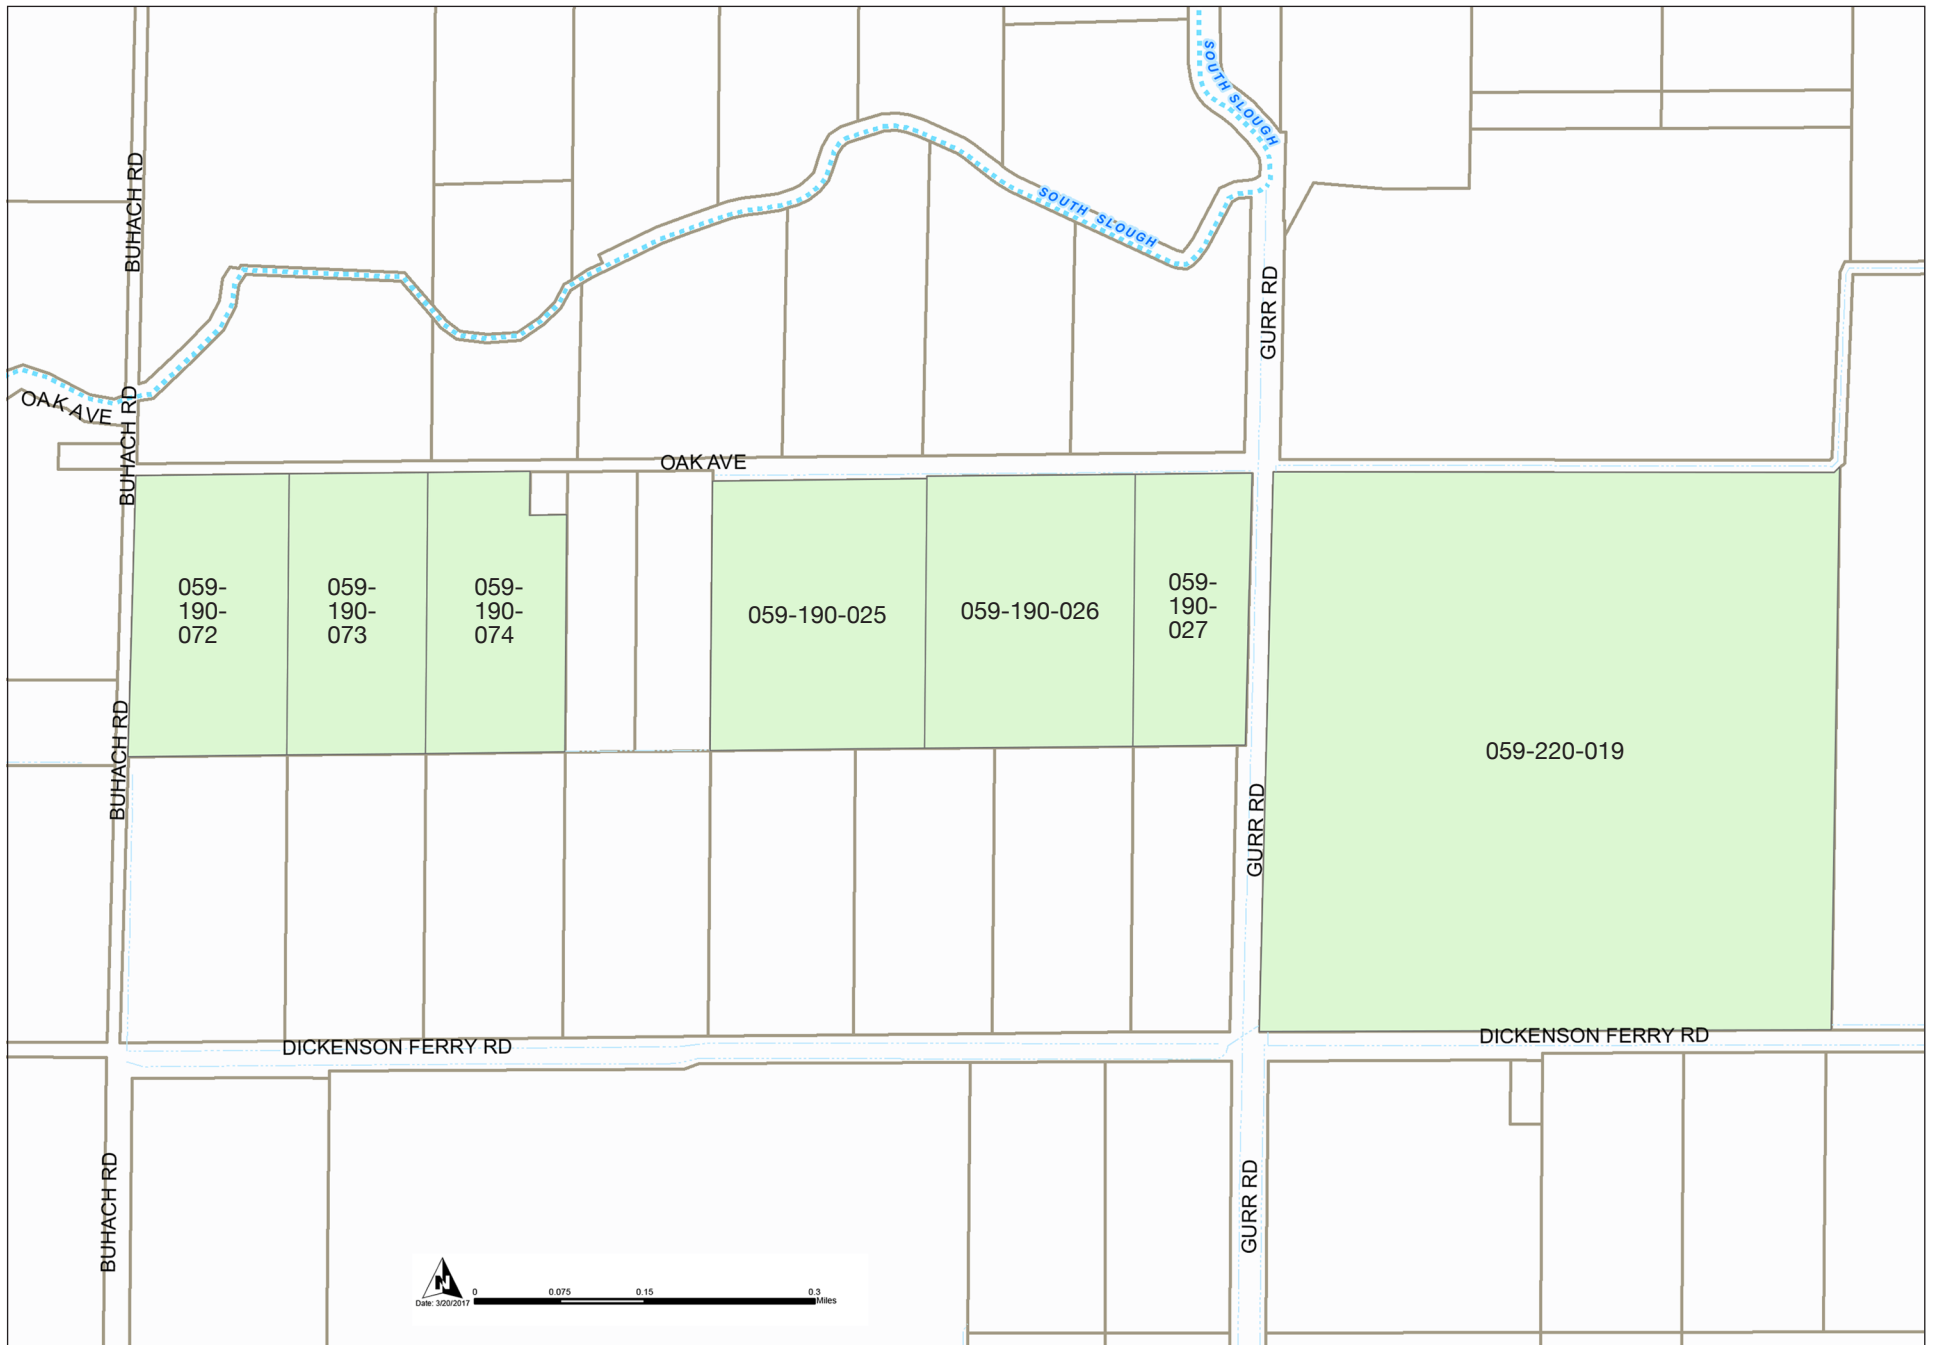 SOUTH SLOUGH
BUHACH RD
SOUTH SLOUGH
GURR RD
OAK AVE
BUHACH RD
OAK AVE
059-
190-
072
059-
190-
073
059-
190-
074
059-190-025
059-190-026
059-
190-
027
059-220-019
BUHACH RD
GURR RD
DICKENSON FERRY RD
DICKENSON FERRY RD
BUHACH RD
GURR RD
N
Date: 3/20/2017
0 0.075 0.15 0.3
Miles